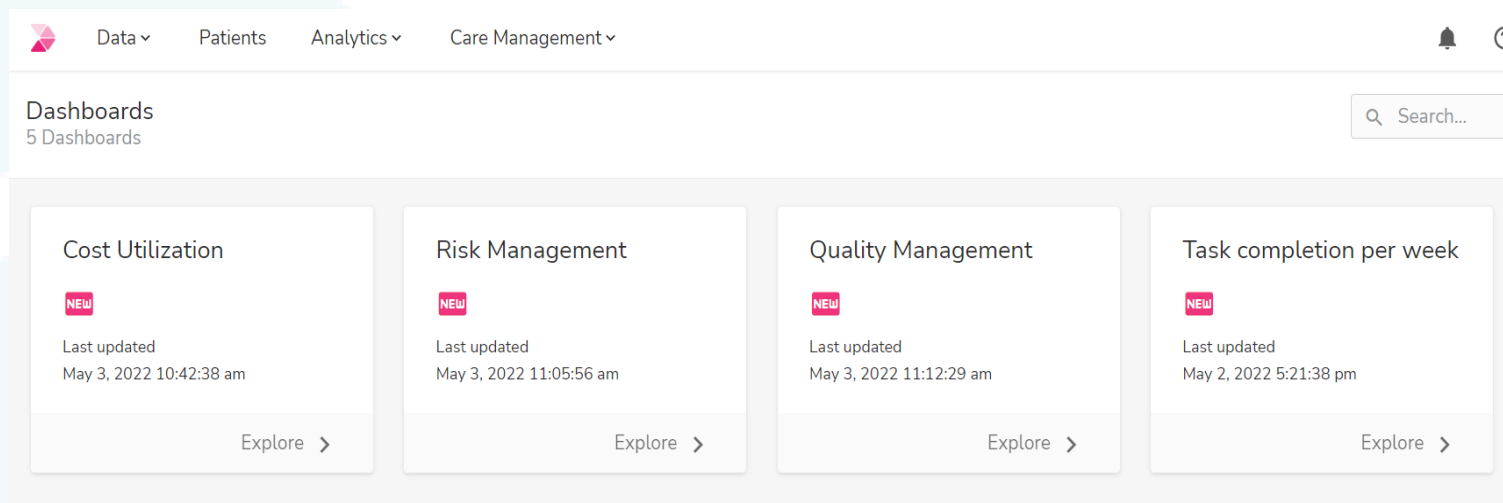 Data Patients Analytics Care Management
Dashboards
5 Dashboards
Search...
Cost Utilization
NEW
Last updated
May 3, 2022 10:42:38 am
Explore
Risk Management
NEW
Last updated
May 3, 2022 11:05:56 am
Explore
Quality Management
NEW
Last updated
May 3, 2022 11:12:29 am
Explore
Task completion per week
NEW
Last updated
May 2, 2022 5:21:38 pm
Explore